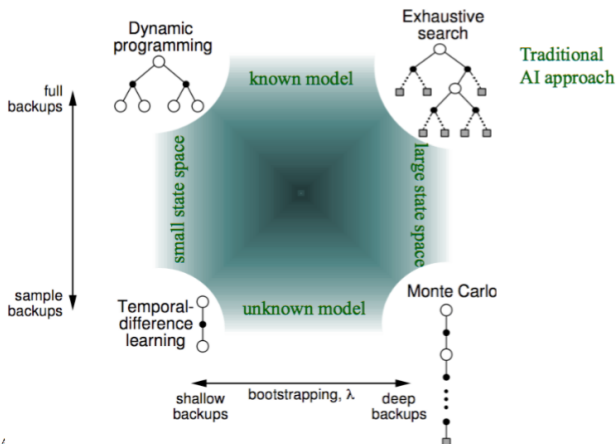 Dynamic
programming
Exhaustive
search
Traditional
AI approach
full
backups
known model
small state space
large state space
sample
backups
Temporal-
difference
learning
unknown model
Monte Carlo
shallow
backups
bootstrapping, λ
deep
backups